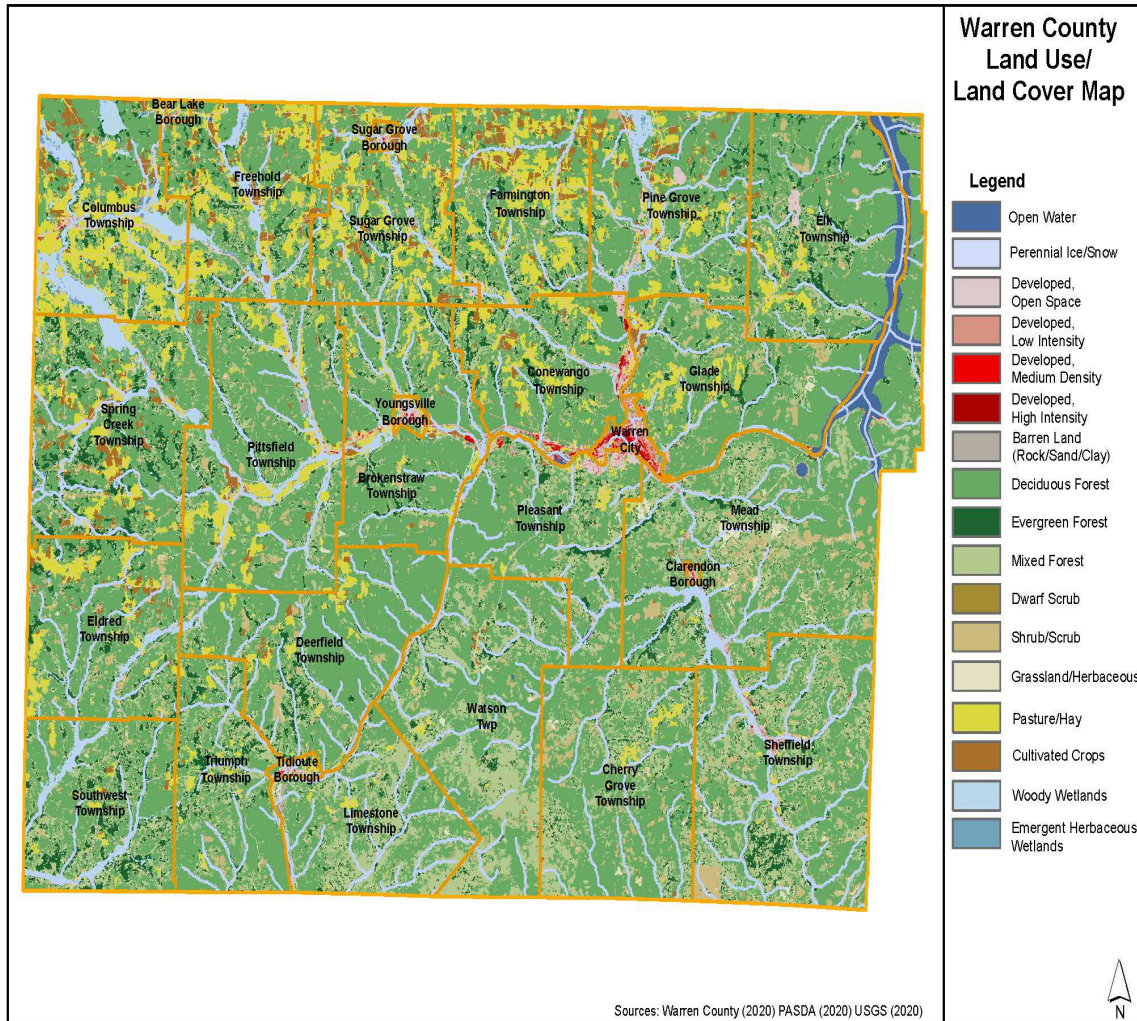 Warren County
Land Use/
Land Cover Map
Legend
Open Water
Perennial Ice/Snow
Developed,
Open Space
Developed,
Low Intensity
Developed,
Medium Density
Developed,
High Intensity
Barren Land
(Rock/Sand/Clay)
Deciduous Forest
Evergreen Forest
Mixed Forest
Dwarf Scrub
Shrub/Scrub
Grassland/Herbaceous
Pasture/Hay
Cultivated Crops
Woody Wetlands
Emergent Herbaceous
Wetlands
N
Bear Lake
Borough
Sugar Grove
Borough
Freehold
Township
Columbus
Township
Sugar Grove
Township
Farmington
Township
Pine Grove
Township
Elk
Township
Spring
Creek
Township
Pittsfield
Township
Youngsville
Borough
Conewango
Township
Glade
Township
Warren
City
Brokenstraw
Township
Pleasant
Township
Mead
Township
Clarendon
Borough
Eldred
Township
Deerfield
Township
Watson
Twp
Triumph
Township
Tidioute
Borough
Southwest
Township
Limestone
Township
Cherry
Grove
Township
Sheffield
Township
Sources: Warren County (2020) PASDA (2020) USGS (2020)